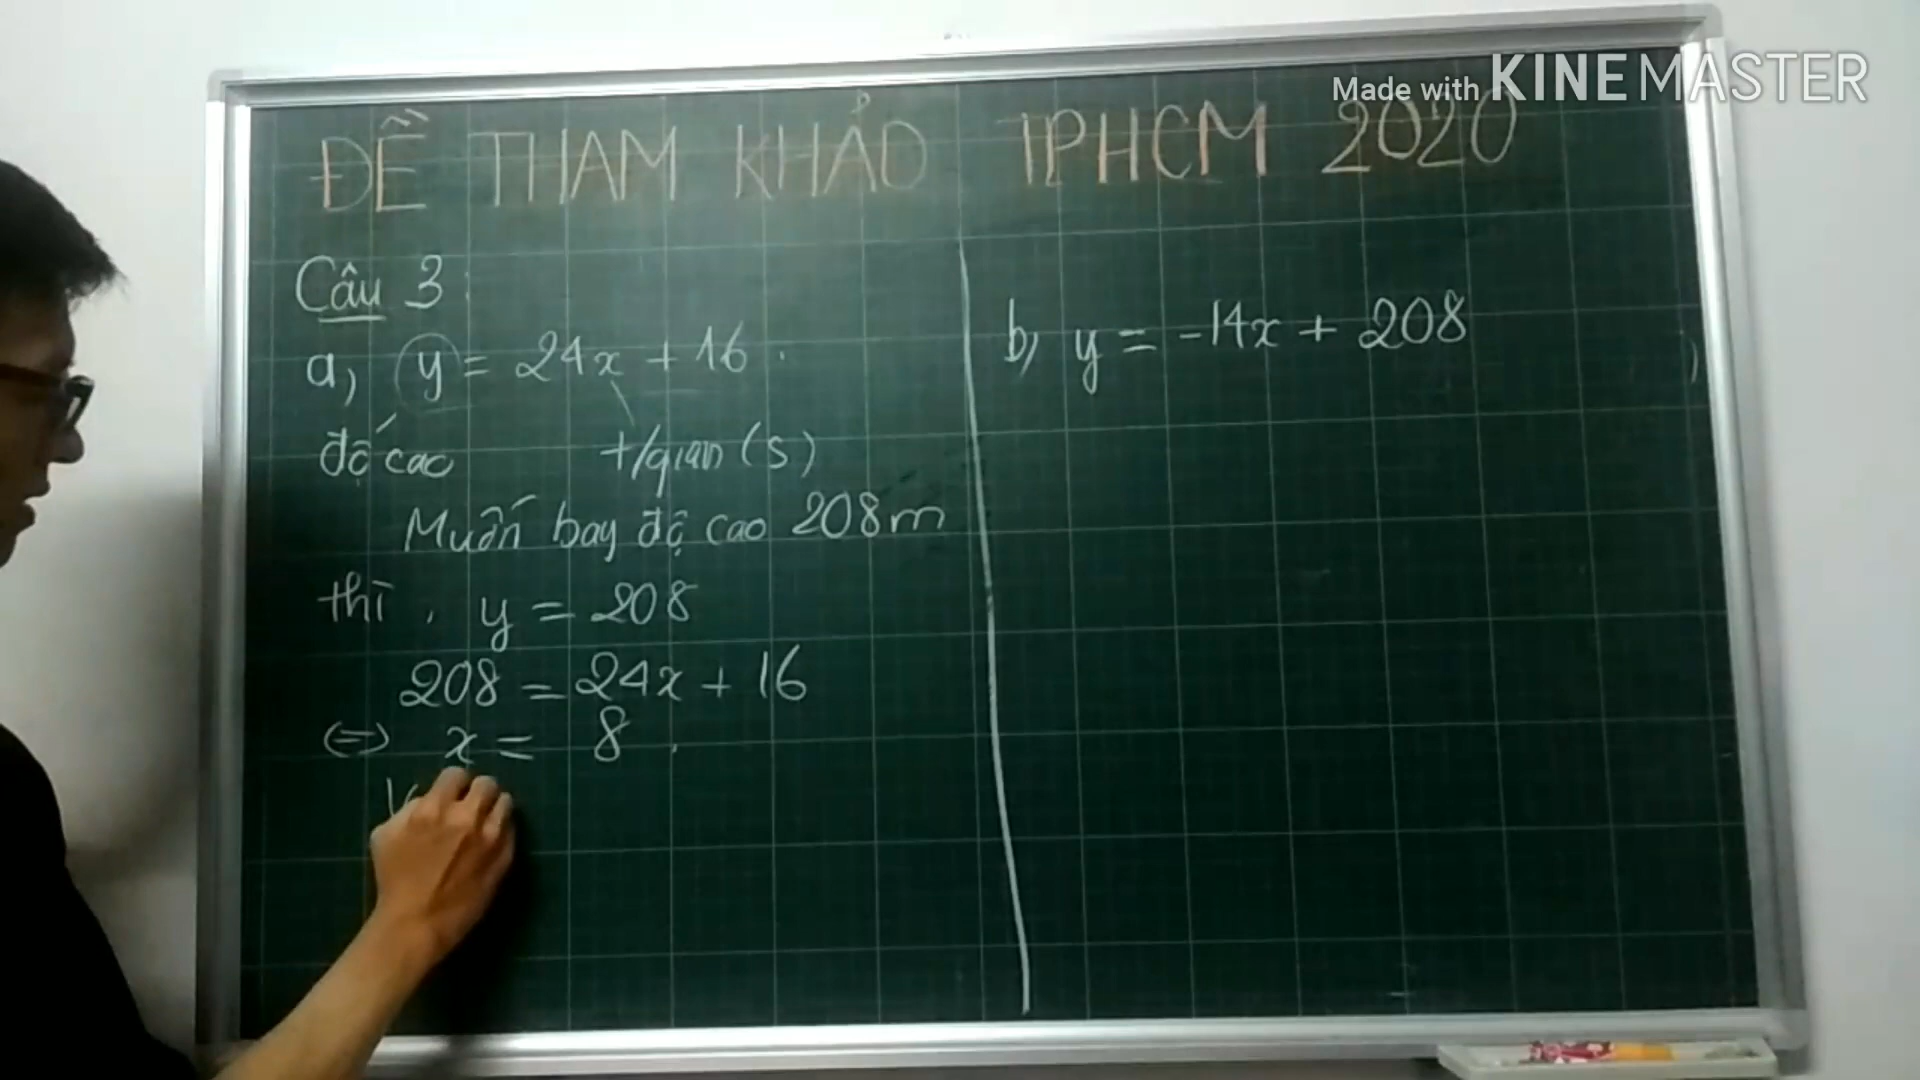 Made with KINEMASTER
ĐỀ THAM KHẢO TPHCM 2020
Câu 3:
a, y = 24x + 16.
độ cao t/gian (s)
Muốn bay độ cao 208m
thì, y = 208
208 = 24x + 16
⇔ x = 8.
b, y = -14x + 208